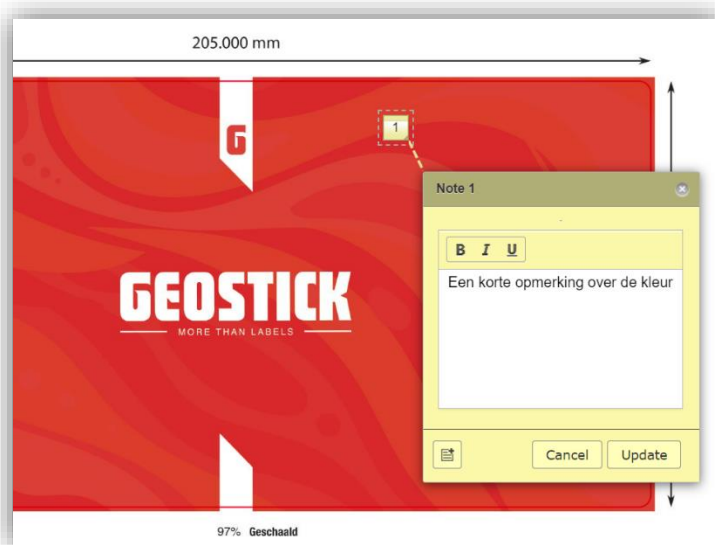 205.000 mm
G
1
Note 1
B I U
Een korte opmerking over de kleur
GEOSTICK
MORE THAN LABELS
Cancel Update
97% Geschaald